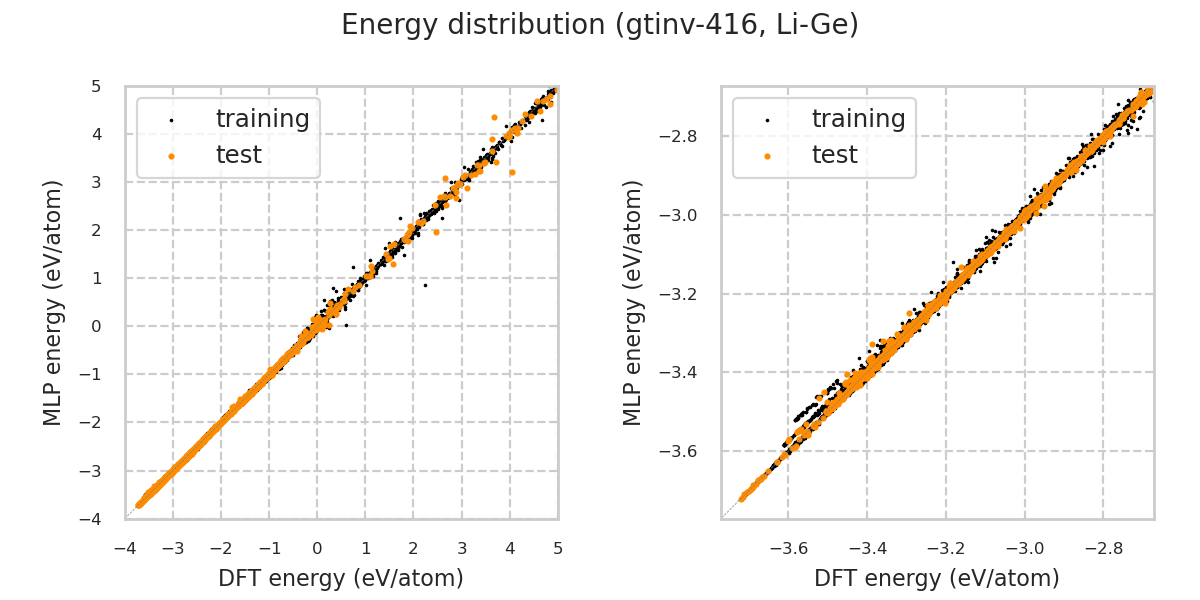 Energy distribution (gtinv-416, Li-Ge)
5
4
3
2
1
0
−1
−2
−3
−4
MLP energy (eV/atom)
training
test
−4 −3 −2 −1 0 1 2 3 4 5
DFT energy (eV/atom)
−2.8
−3.0
−3.2
−3.4
−3.6
MLP energy (eV/atom)
training
test
−3.6 −3.4 −3.2 −3.0 −2.8
DFT energy (eV/atom)